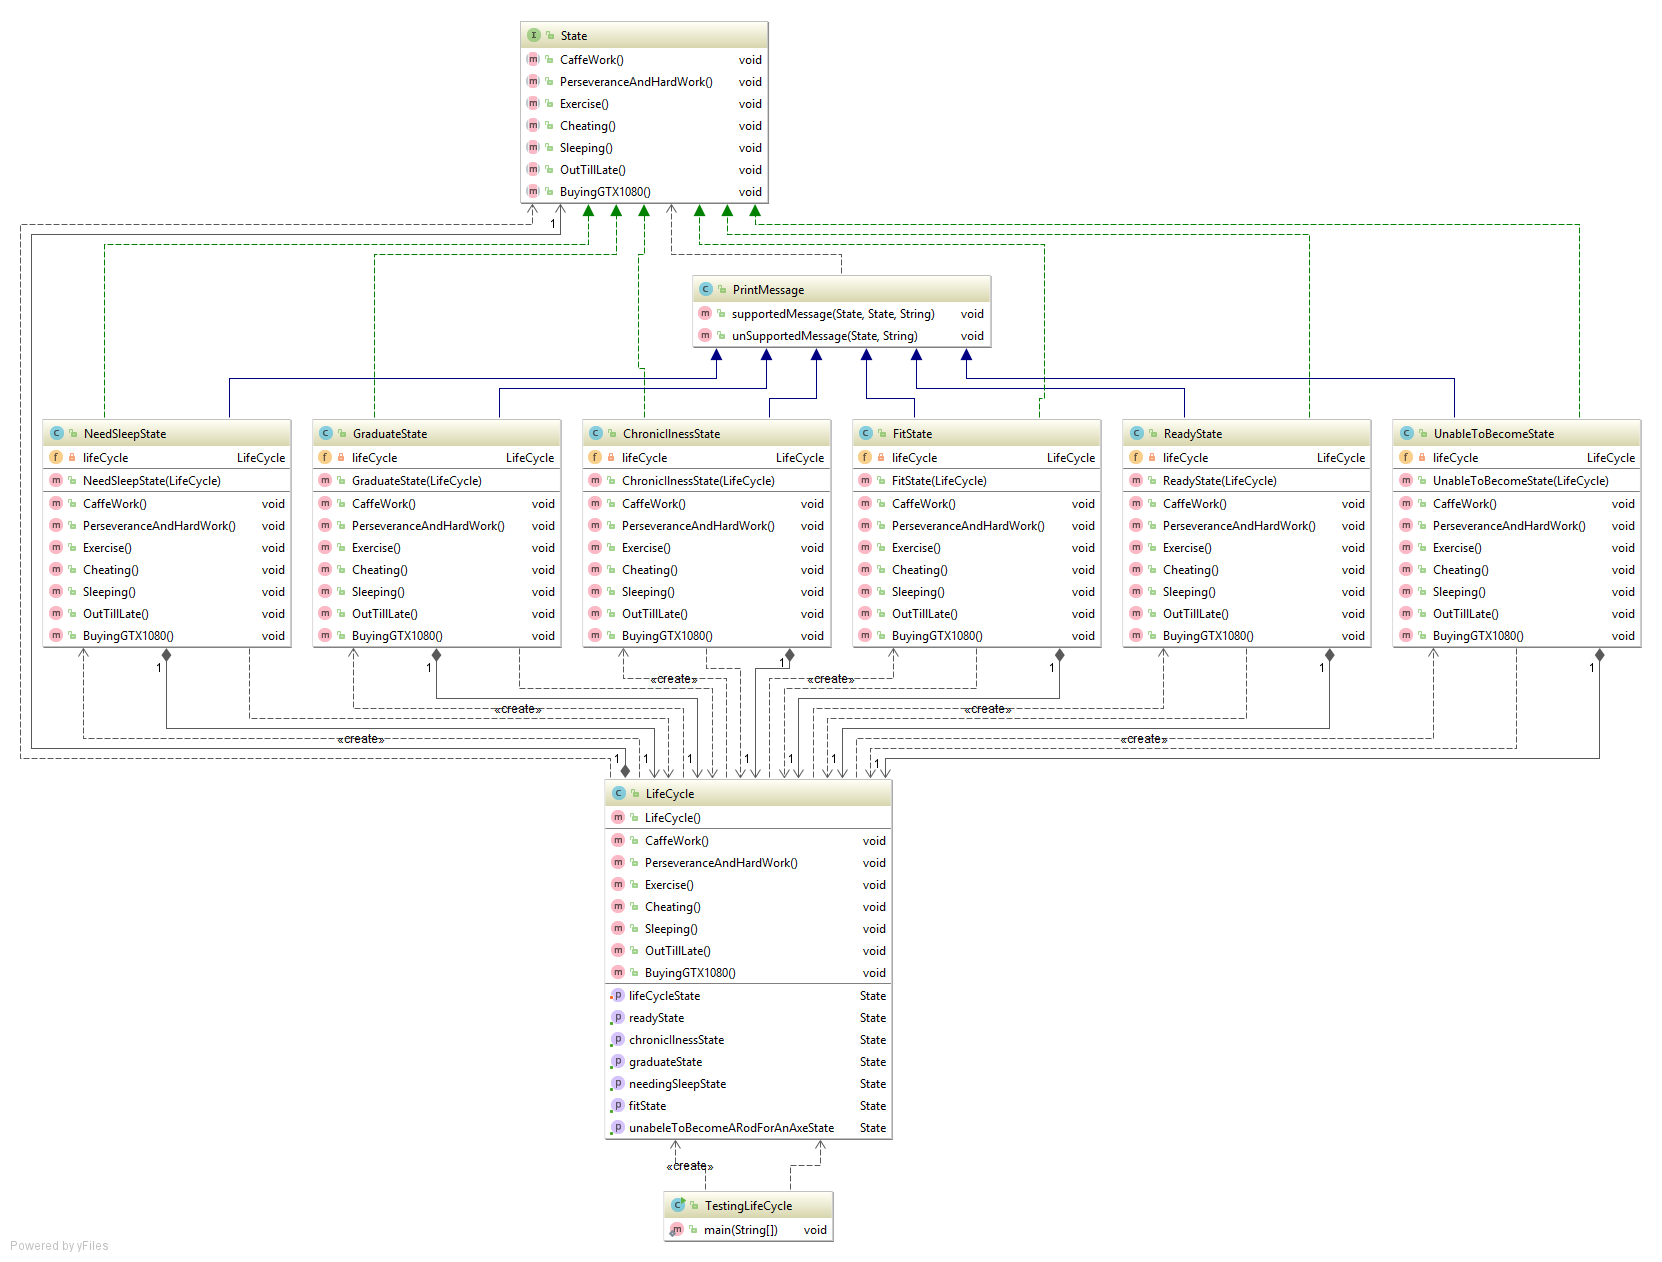 State
CaffeWork() void
PerseveranceAndHardWork() void
Exercise() void
Cheating() void
Sleeping() void
OutTillLate() void
BuyingGTX1080() void
1
PrintMessage
supportedMessage(State, State, String) void
unSupportedMessage(State, String) void
NeedSleepState
lifeCycle LifeCycle
NeedSleepState(LifeCycle)
CaffeWork() void
PerseveranceAndHardWork() void
Exercise() void
Cheating() void
Sleeping() void
OutTillLate() void
BuyingGTX1080() void
GraduateState
lifeCycle LifeCycle
GraduateState(LifeCycle)
CaffeWork() void
PerseveranceAndHardWork() void
Exercise() void
Cheating() void
Sleeping() void
OutTillLate() void
BuyingGTX1080() void
ChronicIlnessState
lifeCycle LifeCycle
ChronicIlnessState(LifeCycle)
CaffeWork() void
PerseveranceAndHardWork() void
Exercise() void
Cheating() void
Sleeping() void
OutTillLate() void
BuyingGTX1080() void
FitState
lifeCycle LifeCycle
FitState(LifeCycle)
CaffeWork() void
PerseveranceAndHardWork() void
Exercise() void
Cheating() void
Sleeping() void
OutTillLate() void
BuyingGTX1080() void
ReadyState
lifeCycle LifeCycle
ReadyState(LifeCycle)
CaffeWork() void
PerseveranceAndHardWork() void
Exercise() void
Cheating() void
Sleeping() void
OutTillLate() void
BuyingGTX1080() void
UnableToBecomeState
lifeCycle LifeCycle
UnableToBecomeState(LifeCycle)
CaffeWork() void
PerseveranceAndHardWork() void
Exercise() void
Cheating() void
Sleeping() void
OutTillLate() void
BuyingGTX1080() void
1 1 1 1 1 1
«create» «create»
«create» «create»
«create» «create»
1 1 1 1 1 1 1
LifeCycle
LifeCycle()
CaffeWork() void
PerseveranceAndHardWork() void
Exercise() void
Cheating() void
Sleeping() void
OutTillLate() void
BuyingGTX1080() void
lifeCycleState State
readyState State
chronicIlnessState State
graduateState State
needingSleepState State
fitState State
unabeleToBecomeARodForAnAxeState State
«create»
TestingLifeCycle
main(String[]) void
Powered by yFiles